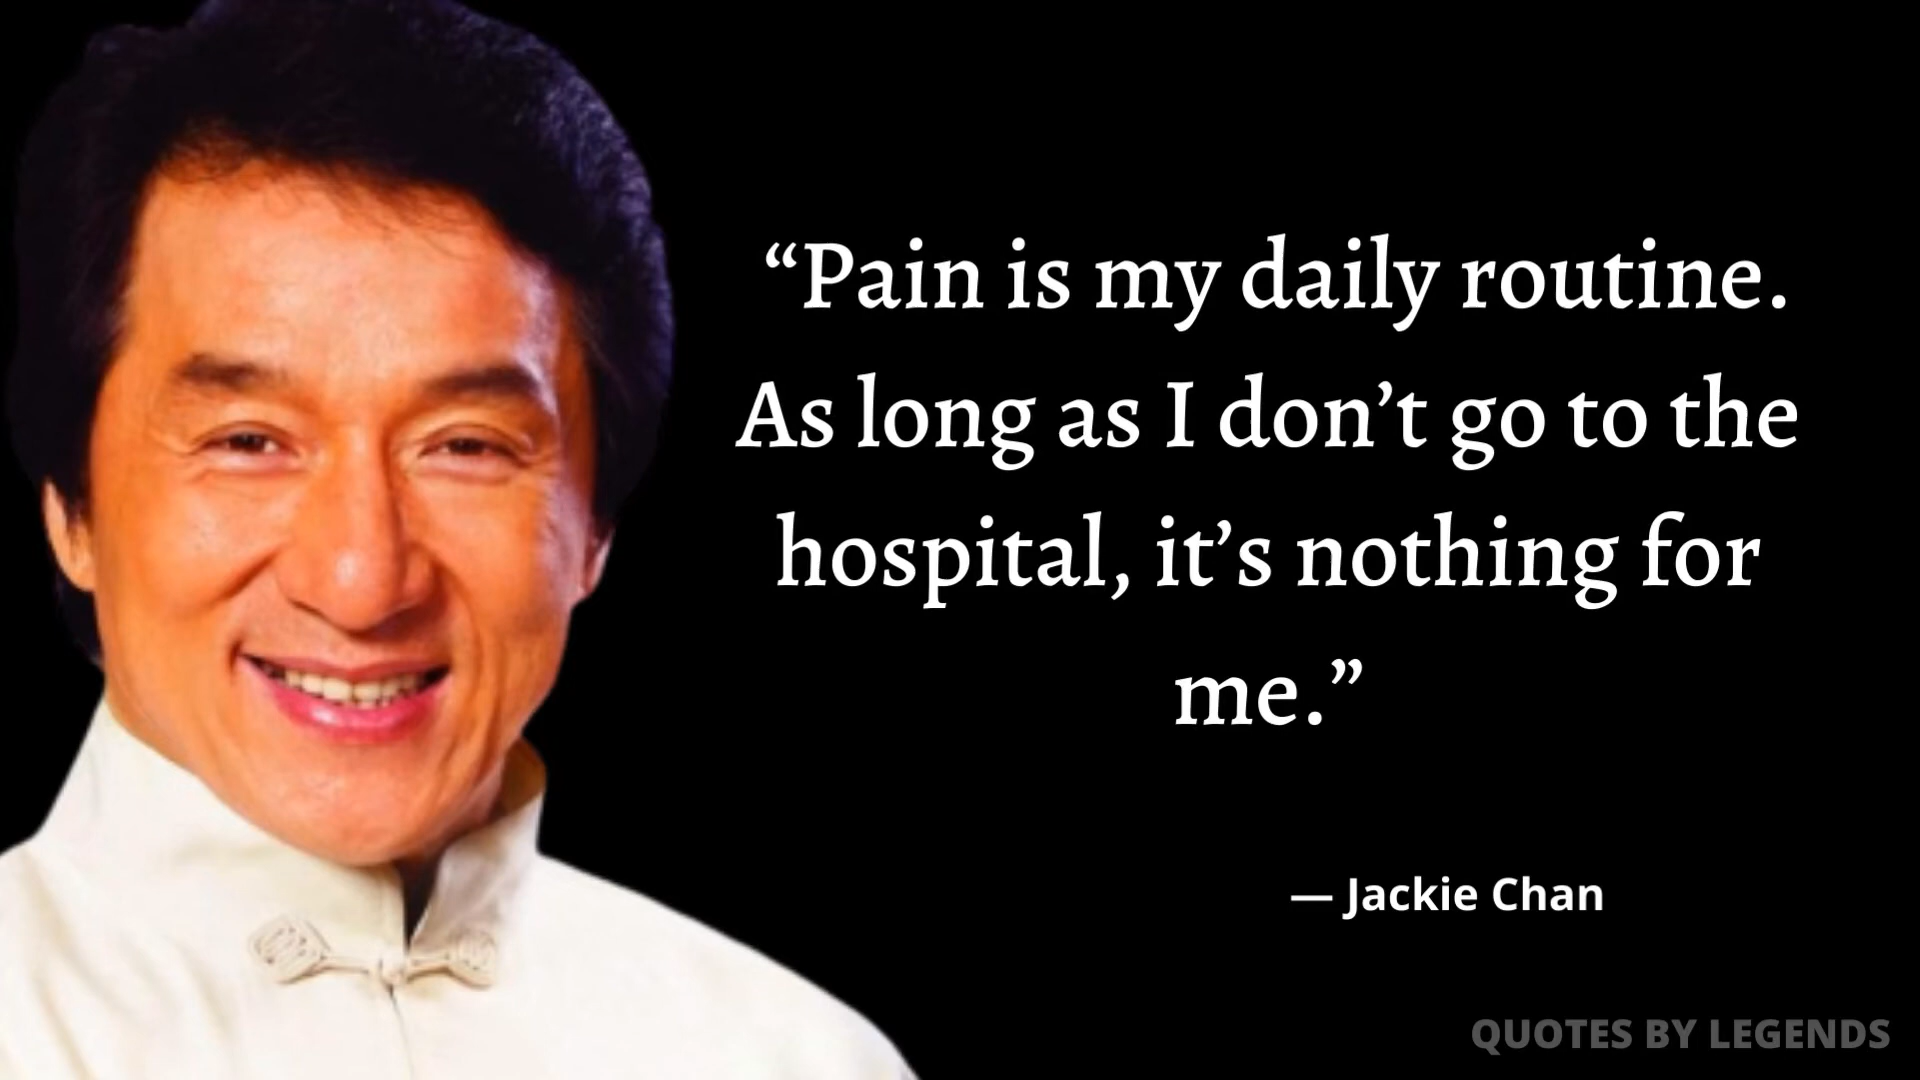 “Pain is my daily routine.
As long as I don’t go to the
hospital, it’s nothing for
me.”
— Jackie Chan
QUOTES BY LEGENDS